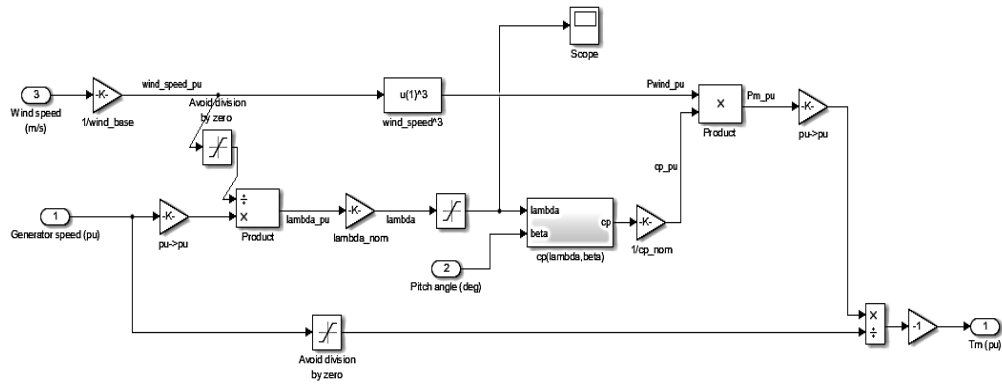 Scope
3
Wind speed
(m/s)
-K-
1/wind_base
wind_speed_pu
Avoid division
by zero
u(1)^3
wind_speed^3
Pwind_pu
×
Product
Pm_pu
-K-
pu->pu
cp_pu
1
Generator speed (pu)
-K-
pu->pu
÷
×
Product
lambda_pu
-K-
lambda_nom
lambda
lambda
beta
cp
cp(lambda,beta)
-K-
1/cp_nom
2
Pitch angle (deg)
Avoid division
by zero
×
÷
-1
1
Tm (pu)